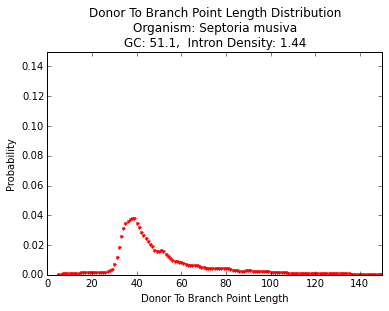 Donor To Branch Point Length Distribution
Organism: Septoria musiva
GC: 51.1,  Intron Density: 1.44
0.14
0.12
0.10
0.08
0.06
0.04
0.02
0.00
Probability
0 20 40 60 80 100 120 140
Donor To Branch Point Length